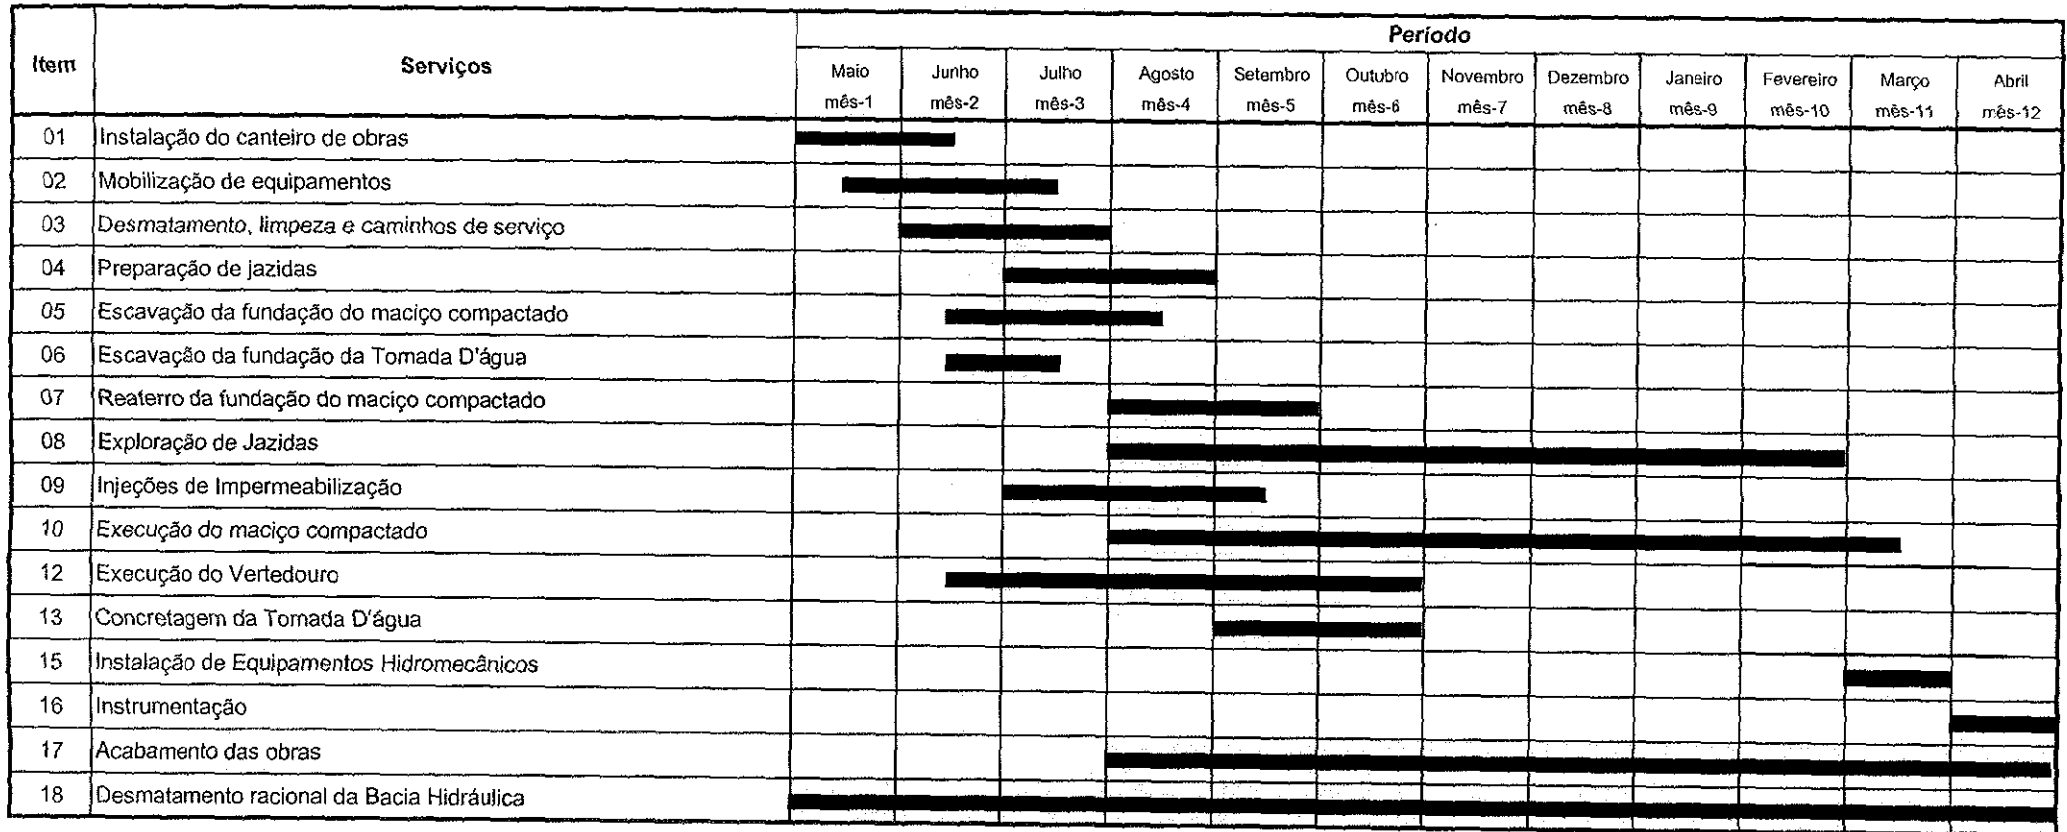 Item Serviços Período
Maio Junho Julho Agosto Setembro Outubro Novembro Dezembro Janeiro Fevereiro Março Abril
mês-1 mês-2 mês-3 mês-4 mês-5 mês-6 mês-7 mês-8 mês-9 mês-10 mês-11 mês-12
01 Instalação do canteiro de obras
02 Mobilização de equipamentos
03 Desmatamento, limpeza e caminhos de serviço
04 Preparação de jazidas
05 Escavação da fundação do maciço compactado
06 Escavação da fundação da Tomada D'água
07 Reaterro da fundação do maciço compactado
08 Exploração de Jazidas
09 Injeções de Impermeabilização
10 Execução do maciço compactado
12 Execução do Vertedouro
13 Concretagem da Tomada D'água
15 Instalação de Equipamentos Hidromecânicos
16 Instrumentação
17 Acabamento das obras
18 Desmatamento racional da Bacia Hidráulica